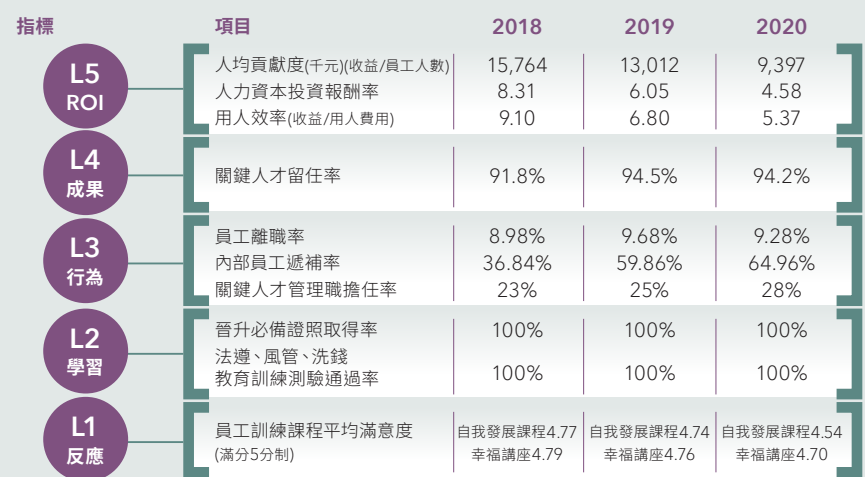 指標 項目 2018 2019 2020
L5 ROI
人均貢獻度(千元)(收益/員工人數) 15,764 13,012 9,397
人力資本投資報酬率 8.31 6.05 4.58
用人效率(收益/用人費用) 9.10 6.80 5.37
L4 成果
關鍵人才留任率 91.8% 94.5% 94.2%
L3 行為
員工離職率 8.98% 9.68% 9.28%
內部員工遞補率 36.84% 59.86% 64.96%
關鍵人才管理職擔任率 23% 25% 28%
L2 學習
晉升必備證照取得率 100% 100% 100%
法遵、風管、洗錢
教育訓練測驗通過率 100% 100% 100%
L1 反應
員工訓練課程平均滿意度 自我發展課程4.77 自我發展課程4.74 自我發展課程4.54
(滿分5分制) 幸福講座4.79 幸福講座4.76 幸福講座4.70